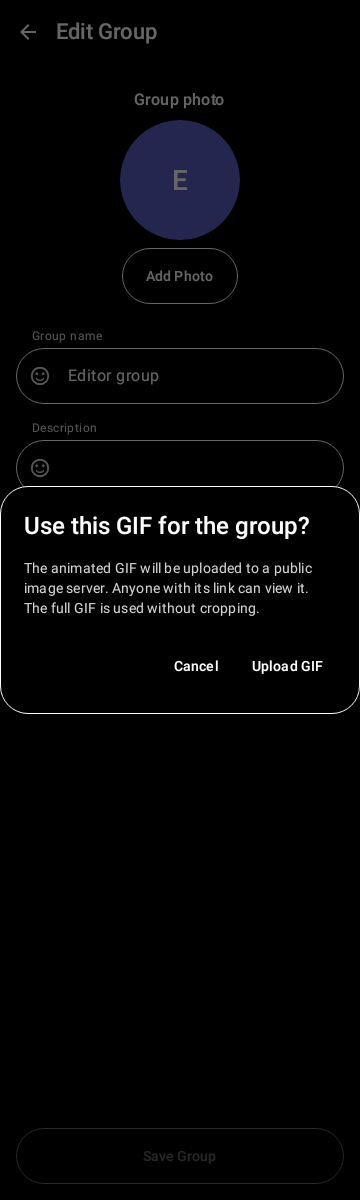 Edit Group
Group photo
E
Add Photo
Group name
Editor group
Description
Use this GIF for the group?
The animated GIF will be uploaded to a public
image server. Anyone with its link can view it.
The full GIF is used without cropping.
Cancel
Upload GIF
Save Group